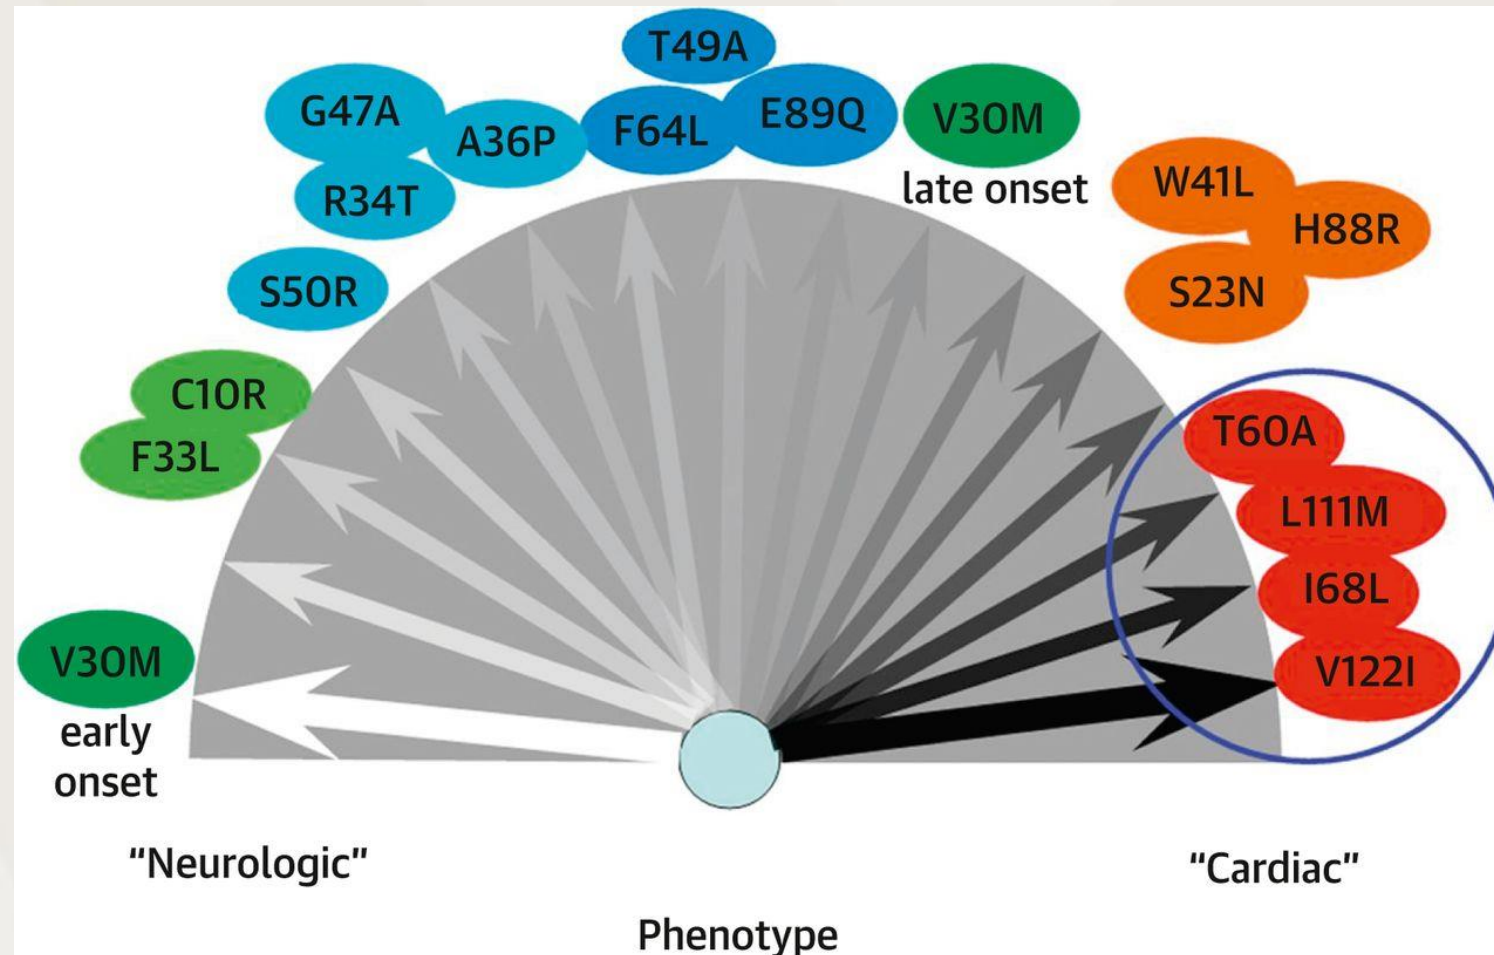 T49A
G47A
A36P
F64L
E89Q
V30M
late onset
R34T
W41L
H88R
S50R
S23N
C10R
F33L
T60A
L111M
I68L
V122I
V30M
early
onset
“Neurologic”
“Cardiac”
Phenotype